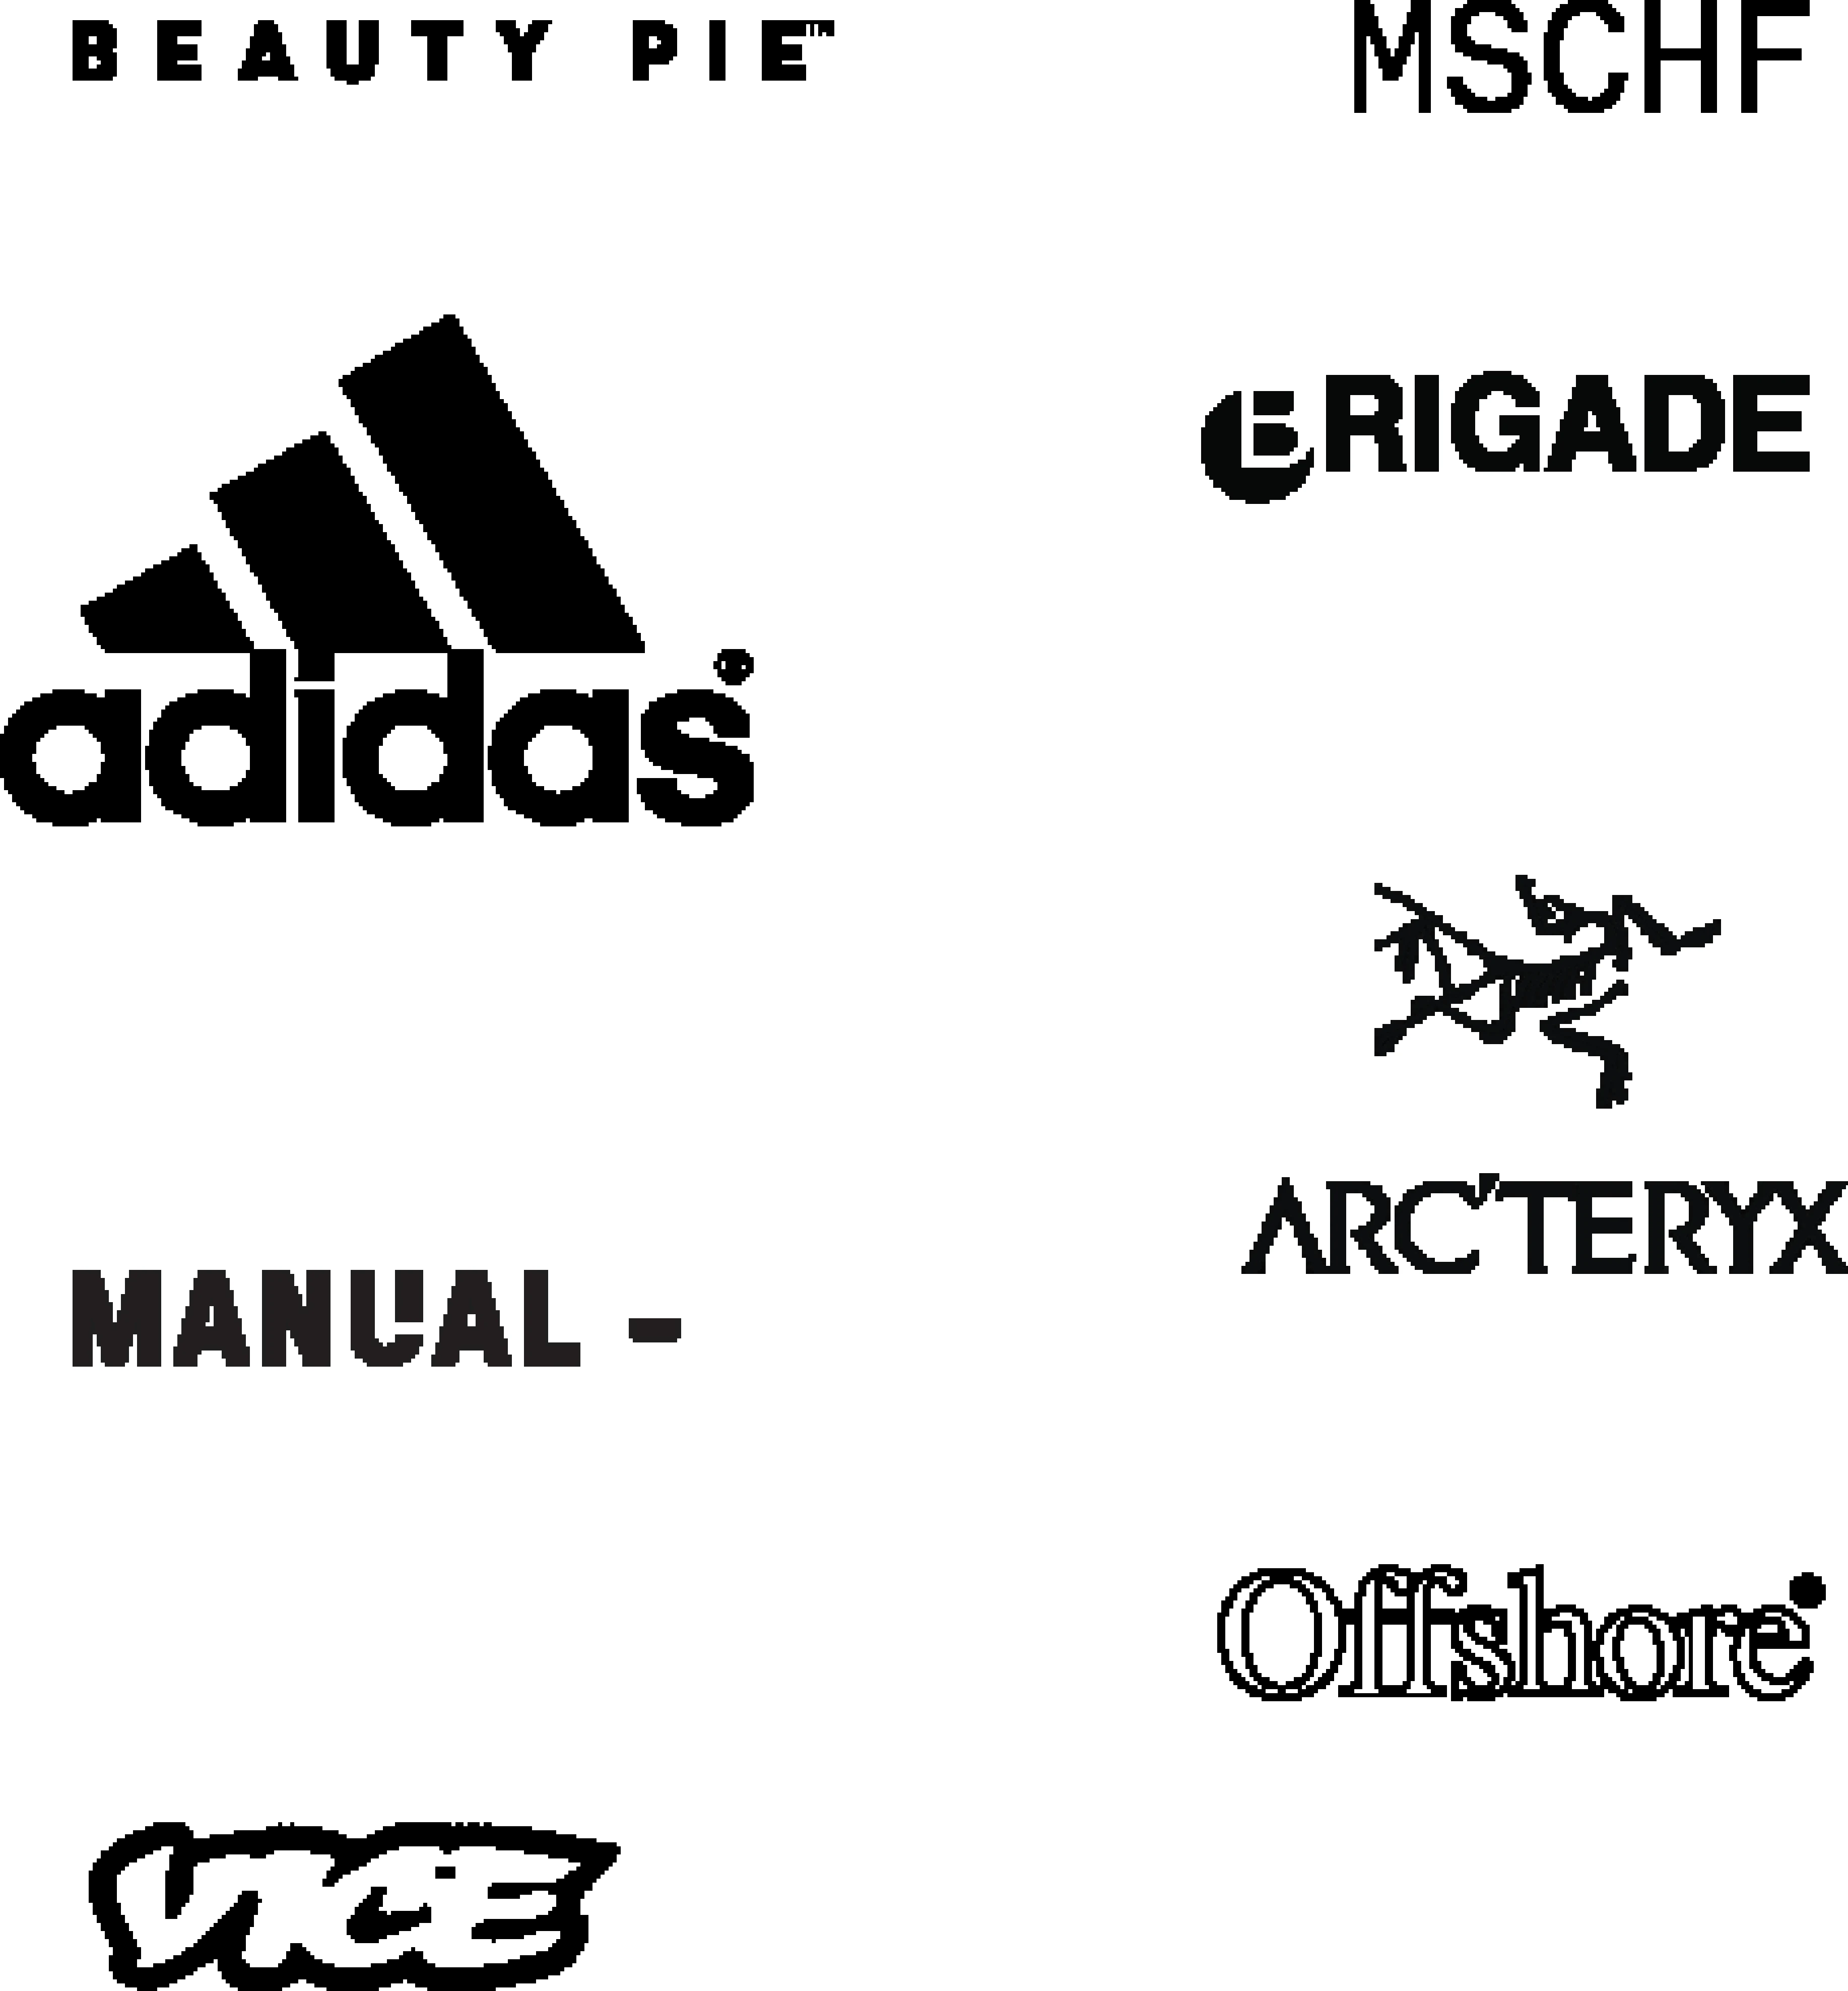 BEAUTY PIE™
MSCHF
adidas®
BRIGADE
ARC'TERYX
MANUAL -
Offshore
VICE